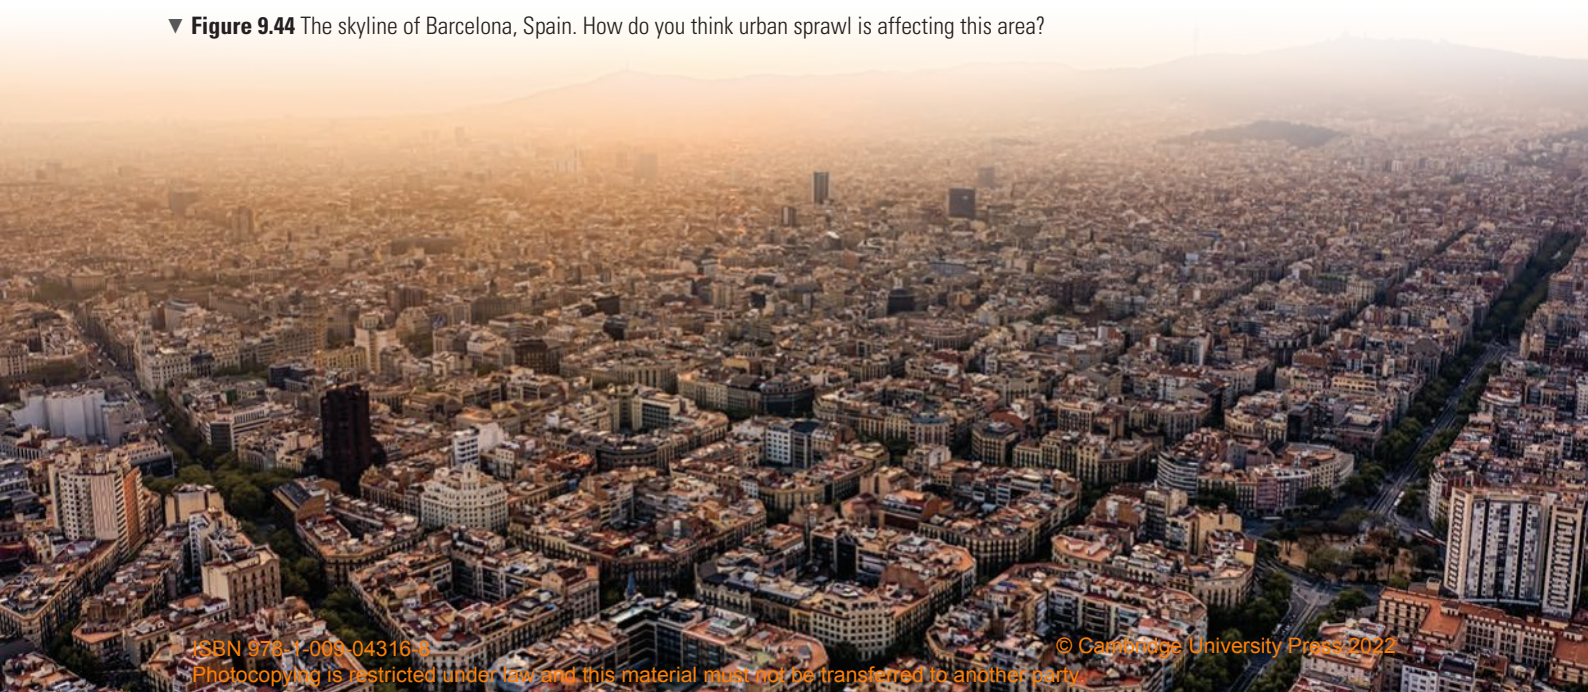 ▼ Figure 9.44 The skyline of Barcelona, Spain. How do you think urban sprawl is affecting this area?
ISBN 978-1-009-04316-8 © Cambridge University Press 2022
Photocopying is restricted under law and this material must not be transferred to another party.